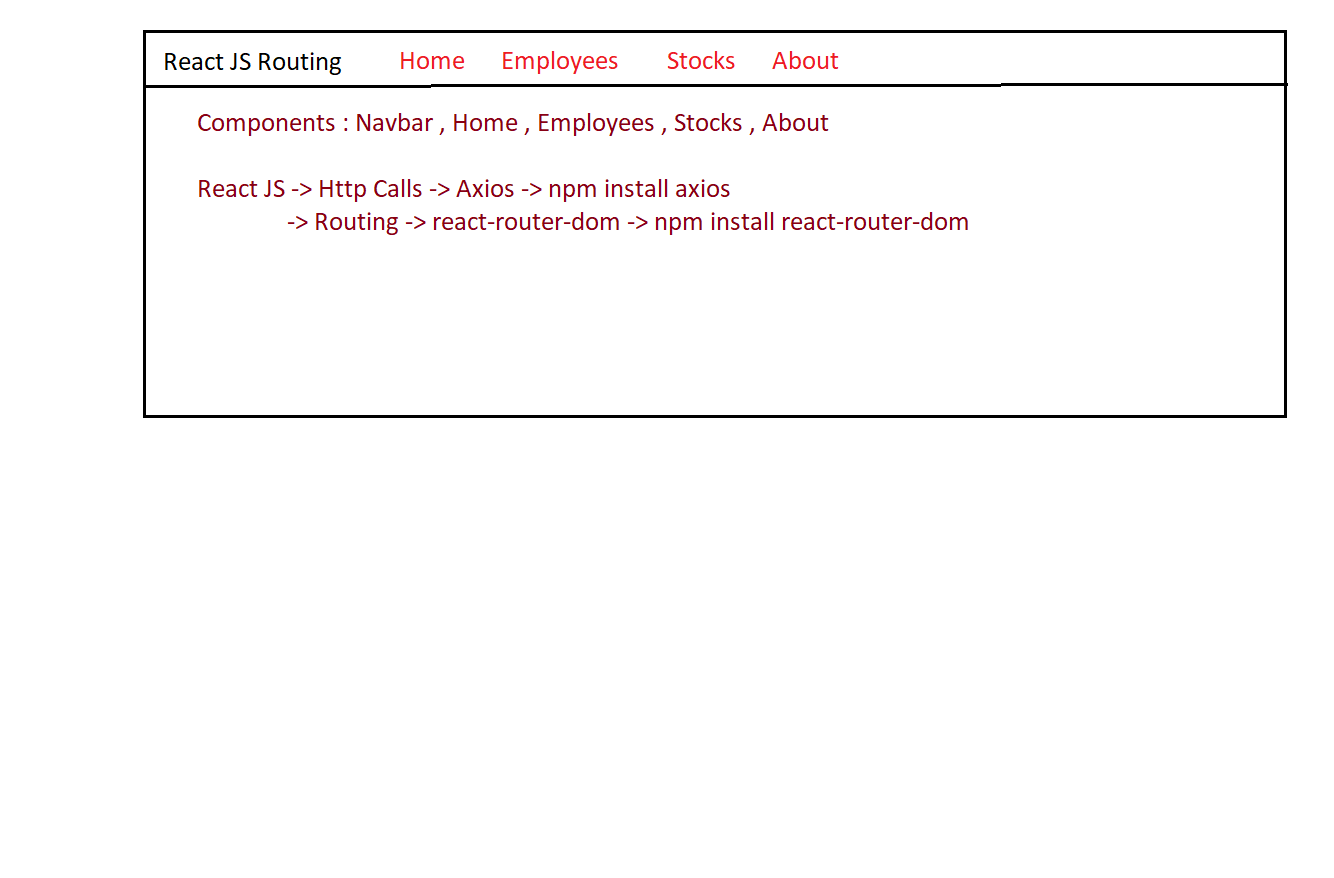 React JS Routing Home Employees Stocks About
Components : Navbar , Home , Employees , Stocks , About
React JS -> Http Calls -> Axios -> npm install axios
-> Routing -> react-router-dom -> npm install react-router-dom